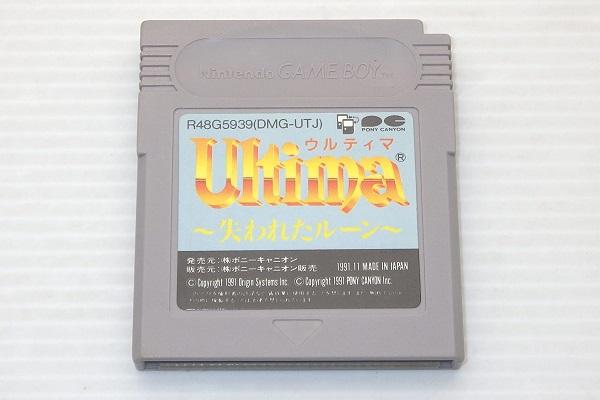 Nintendo GAME BOY TM
R48G5939(DMG-UTJ)
PONY CANYON
ウルティマ
Ultima®
～失われたルーン～
発売元:㈱ポニーキャニオン
販売元:㈱ポニーキャニオン販売 1991.11 MADE IN JAPAN
© Copyright 1991 Origin Systems Inc. © Copyright 1991 PONY CANYON Inc.